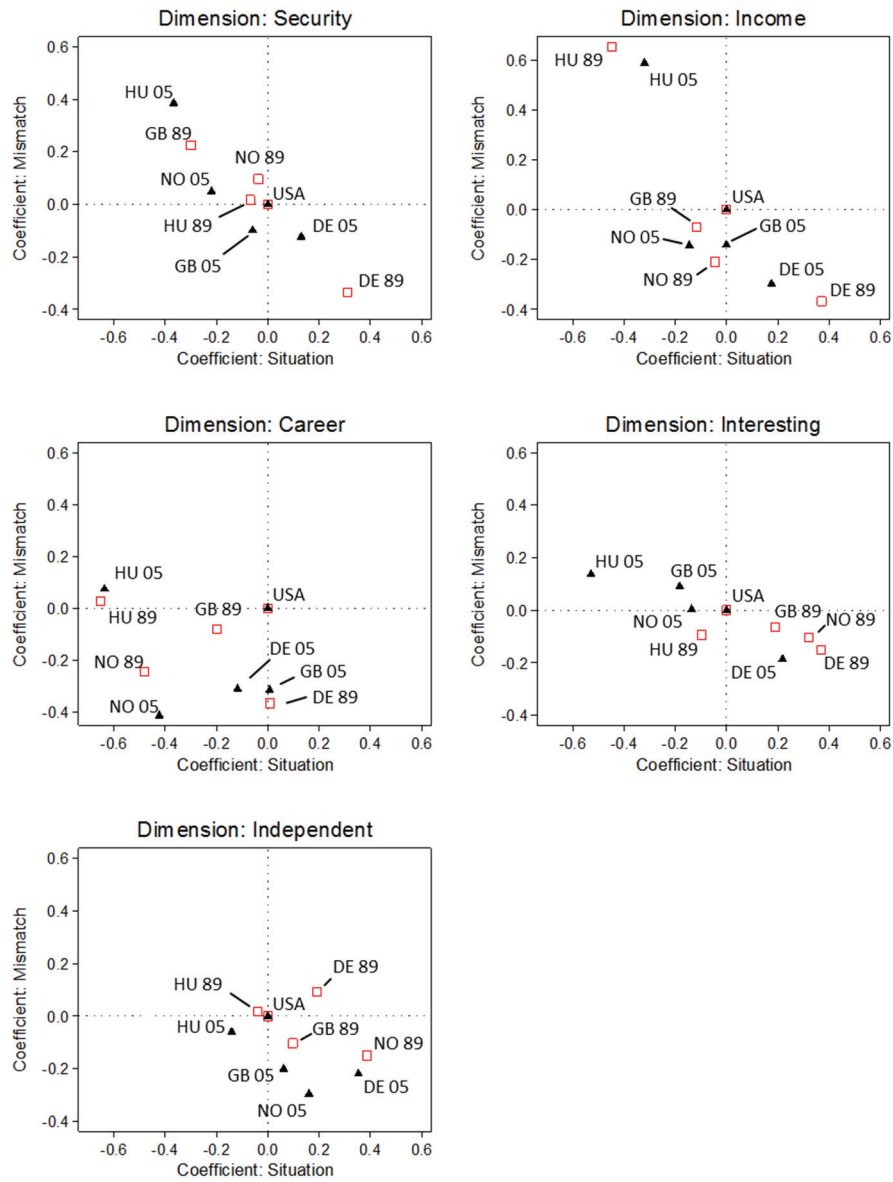 Dimension: Security
0.6
HU 05
0.4
GB 89
0.2
NO 89
NO 05
USA
0.0
HU 89
DE 05
GB 05
-0.2
DE 89
-0.4
-0.6 -0.4 -0.2 0.0 0.2 0.4 0.6
Coefficient: Situation
Coefficient: Mismatch
Dimension: Income
0.6
HU 89
HU 05
0.4
0.2
USA
0.0
GB 89
GB 05
NO 05
-0.2
NO 89
DE 05
DE 89
-0.4
-0.6 -0.4 -0.2 0.0 0.2 0.4 0.6
Coefficient: Situation
Coefficient: Mismatch
Dimension: Career
0.6
0.4
0.2
HU 05
USA
0.0
HU 89
GB 89
NO 89
DE 05
-0.2
GB 05
DE 89
NO 05
-0.4
-0.6 -0.4 -0.2 0.0 0.2 0.4 0.6
Coefficient: Situation
Coefficient: Mismatch
Dimension: Interesting
0.6
0.4
0.2
HU 05
GB 05
USA
0.0
NO 05
GB 89
NO 89
HU 89
DE 89
DE 05
-0.2
-0.4
-0.6 -0.4 -0.2 0.0 0.2 0.4 0.6
Coefficient: Situation
Coefficient: Mismatch
Dimension: Independent
0.6
0.4
0.2
DE 89
HU 89
USA
0.0
HU 05
GB 89
NO 89
-0.2
GB 05
DE 05
NO 05
-0.4
-0.6 -0.4 -0.2 0.0 0.2 0.4 0.6
Coefficient: Situation
Coefficient: Mismatch